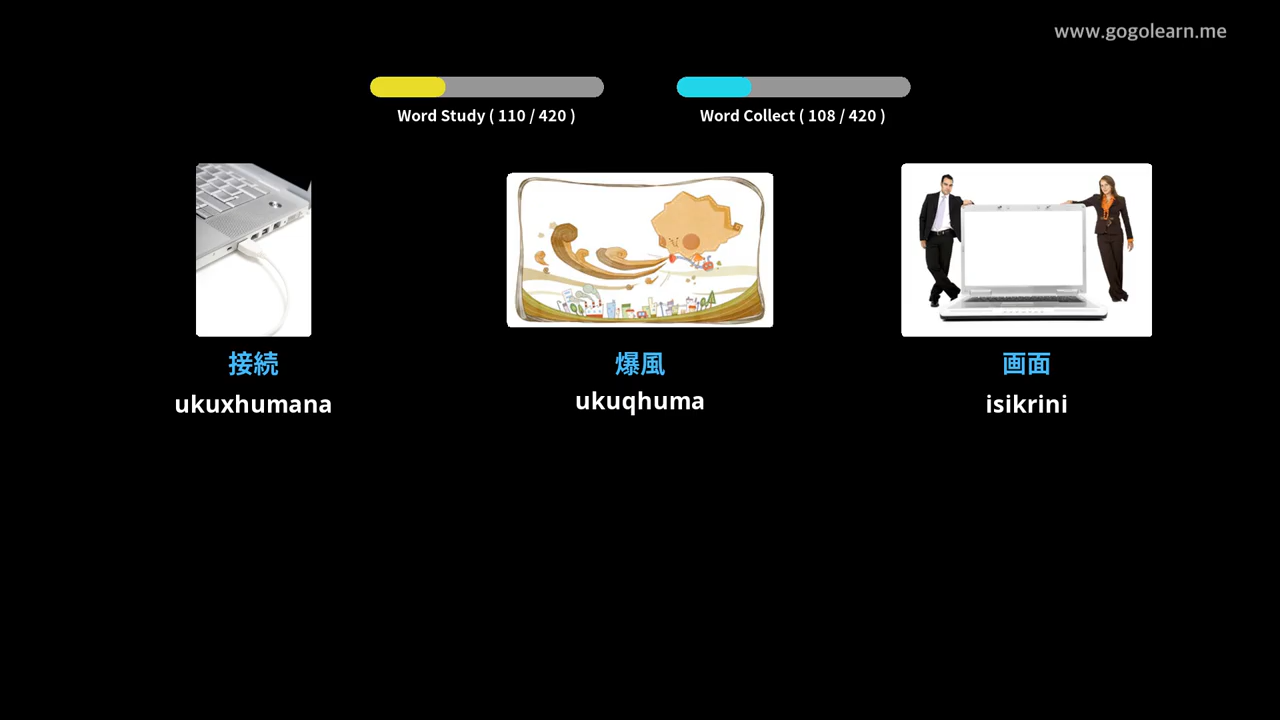 www.gogolearn.me
Word Study ( 110 / 420 )
Word Collect ( 108 / 420 )
接続
ukuxhumana
爆風
ukuqhuma
画面
isikrini